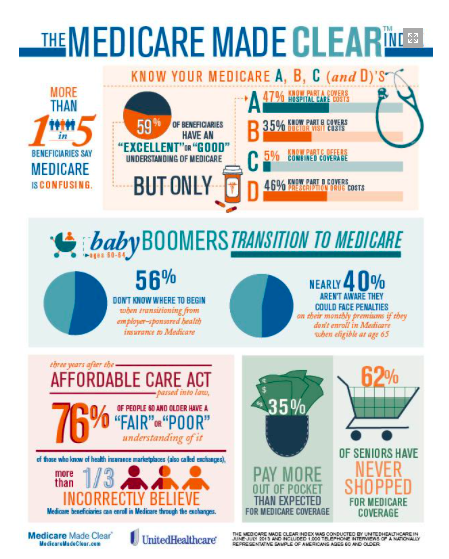 THE MEDICARE MADE CLEAR™ IND
KNOW YOUR MEDICARE A, B, C (and D)'S
MORE
THAN
1 in 5
BENEFICIARIES SAY
MEDICARE
IS CONFUSING.
59%
OF BENEFICIARIES
HAVE AN
"EXCELLENT" OR "GOOD"
UNDERSTANDING OF MEDICARE
BUT ONLY
A 47% KNOW PART A COVERS
HOSPITAL CARE COSTS
B 35% KNOW PART B COVERS
DOCTOR VISIT COSTS
C 5% KNOW PART C OFFERS
COMBINED COVERAGE
D 46% KNOW PART D COVERS
PRESCRIPTION DRUG COSTS
baby BOOMERS TRANSITION TO MEDICARE
ages 60-64
56%
DON'T KNOW WHERE TO BEGIN
when transitioning from
employer-sponsored health
insurance to Medicare
NEARLY 40%
AREN'T AWARE THEY
COULD FACE PENALTIES
on their monthly premiums if they
don't enroll in Medicare
when eligible at age 65
three years after the
AFFORDABLE CARE ACT
passed into law,
76%
OF PEOPLE 60 AND OLDER HAVE A
"FAIR" OR "POOR"
understanding of it
of those who know of health insurance marketplaces (also called exchanges),
more
than 1/3
INCORRECTLY BELIEVE
Medicare beneficiaries can enroll in Medicare through the exchanges.
35%
PAY MORE
OUT OF POCKET
THAN EXPECTED
FOR MEDICARE COVERAGE
62%
OF SENIORS HAVE
NEVER
SHOPPED
FOR MEDICARE
COVERAGE
Medicare Made Clear™
MedicareMadeClear.com
UnitedHealthcare®
THE MEDICARE MADE CLEAR INDEX WAS CONDUCTED BY UNITEDHEALTHCARE IN
JUNE-JULY 2013 AND INCLUDED 1,000 TELEPHONE INTERVIEWS OF A NATIONALLY
REPRESENTATIVE SAMPLE OF AMERICANS AGES 60 AND OLDER.